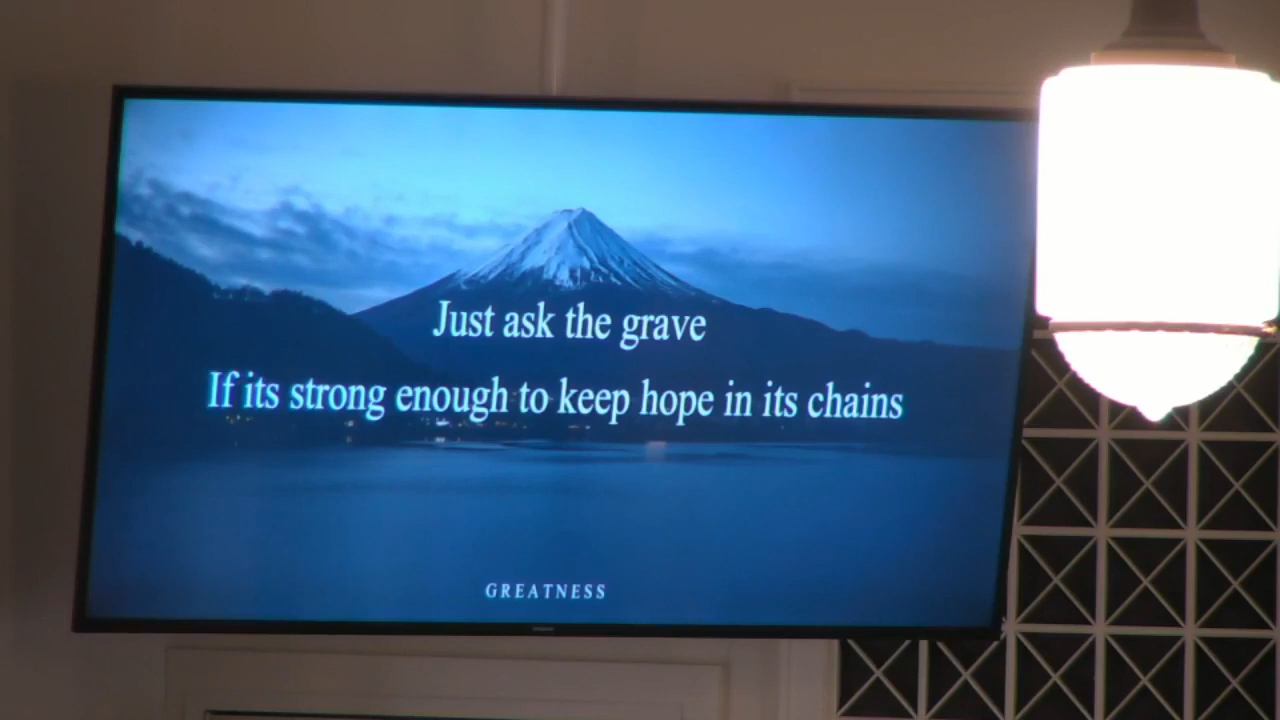 Just ask the grave
If its strong enough to keep hope in its chains
GREATNESS